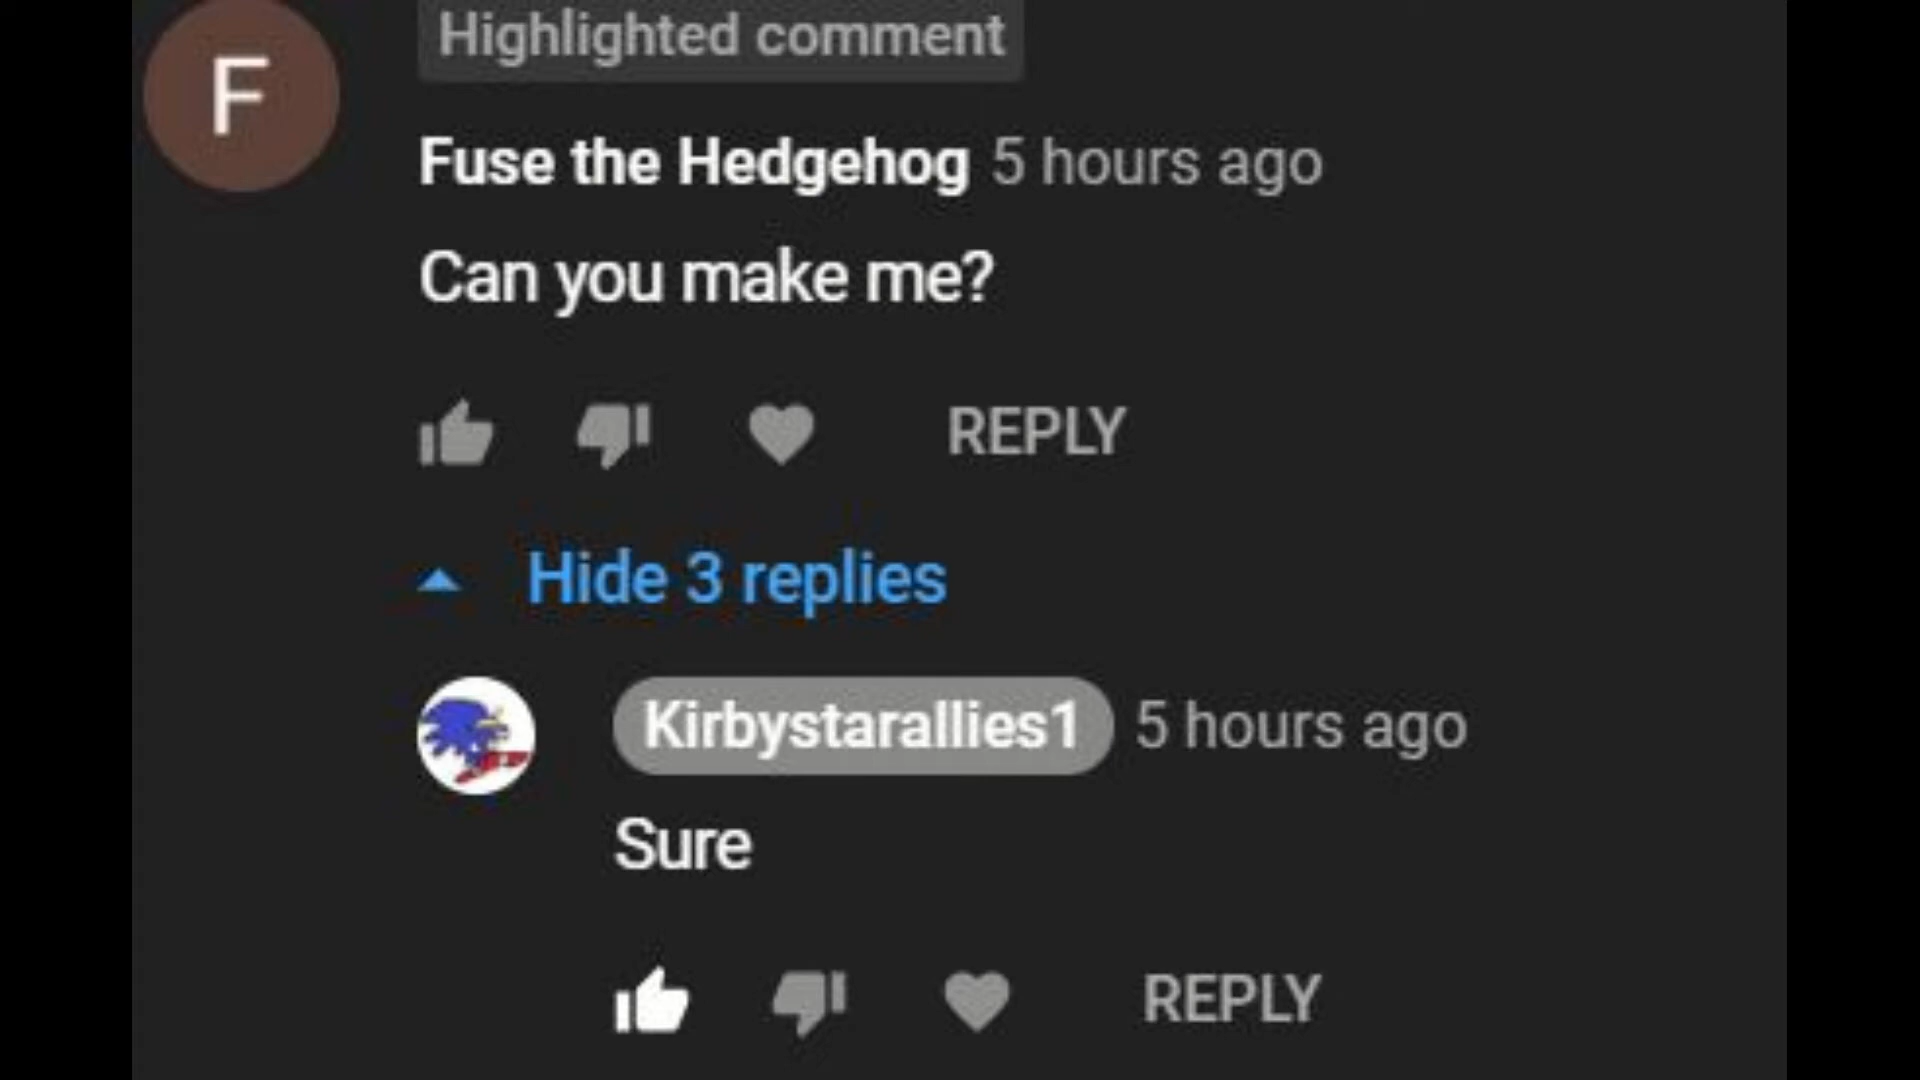 F
Highlighted comment
Fuse the Hedgehog 5 hours ago
Can you make me?
REPLY
Hide 3 replies
Kirbystarallies1 5 hours ago
Sure
REPLY